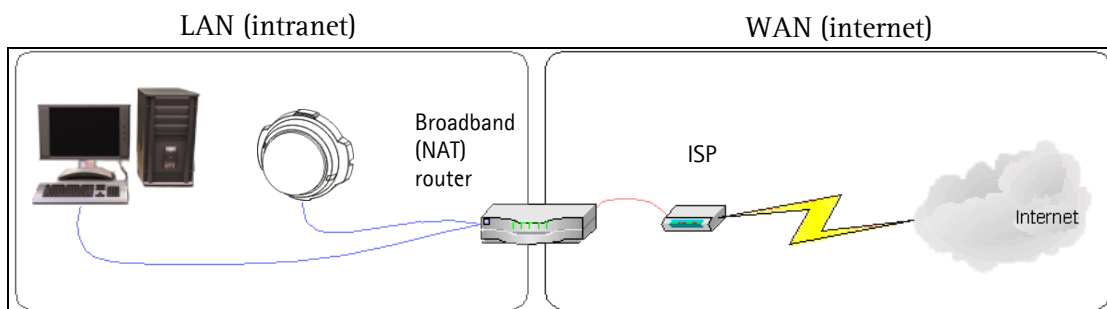 LAN (intranet)
WAN (internet)
Broadband
(NAT)
router
ISP
Internet